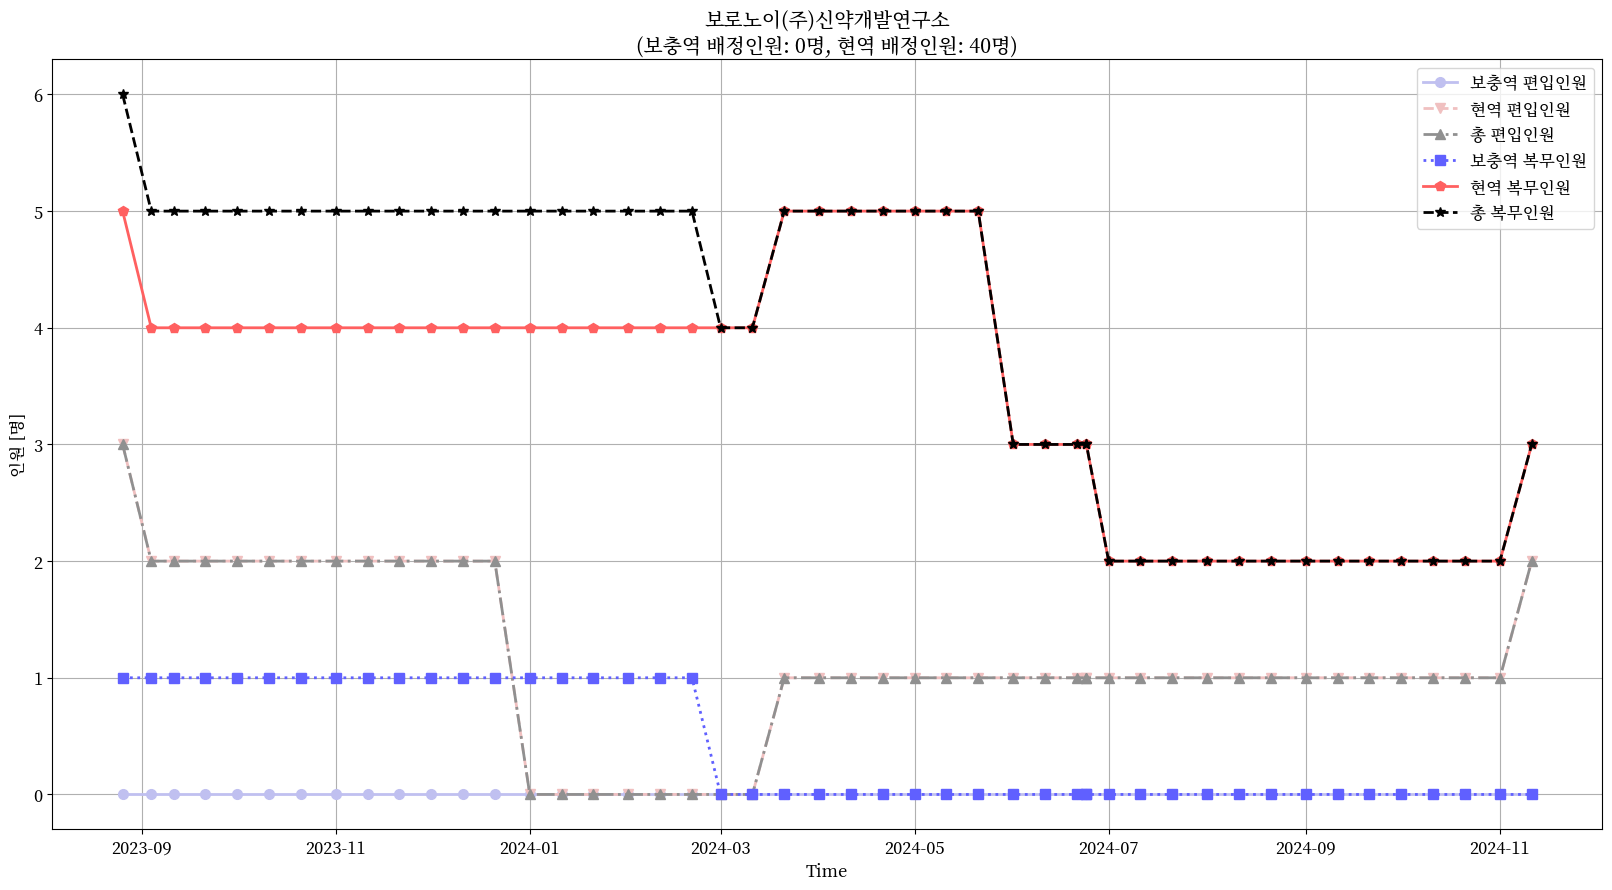 보로노이(주)신약개발연구소
(보충역 배정인원: 0명, 현역 배정인원: 40명)
보충역 편입인원
현역 편입인원
총 편입인원
보충역 복무인원
현역 복무인원
총 복무인원
인원 [명]
6
5
4
3
2
1
0
2023-09 2023-11 2024-01 2024-03 2024-05 2024-07 2024-09 2024-11
Time